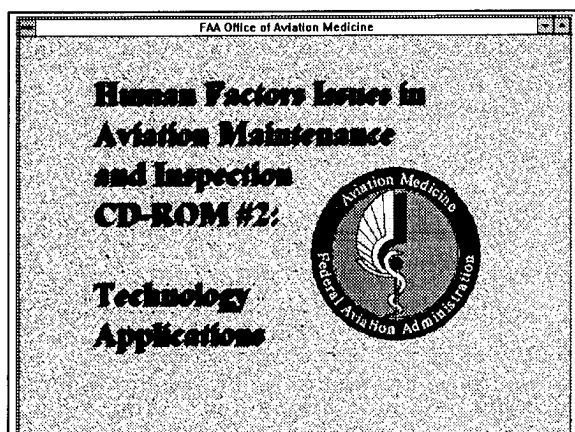 FAA Office of Aviation Medicine
Human Factors Issues in
Aviation Maintenance
and Inspection
CD-ROM #2:
Aviation Medicine
Federal Aviation Administration
Technology
Applications